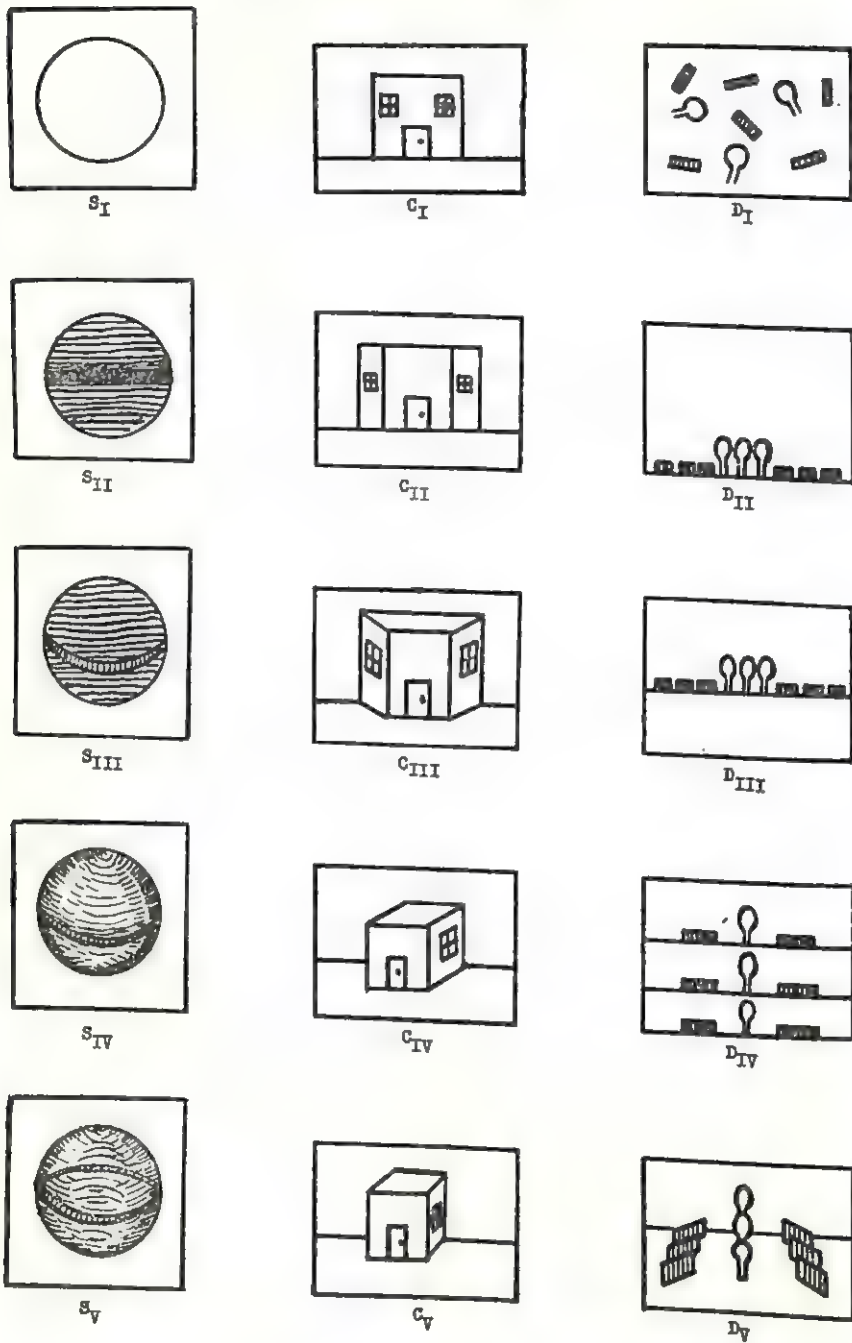 S_I C_I D_I
S_II C_II D_II
S_III C_III D_III
S_IV C_IV D_IV
S_V C_V D_V